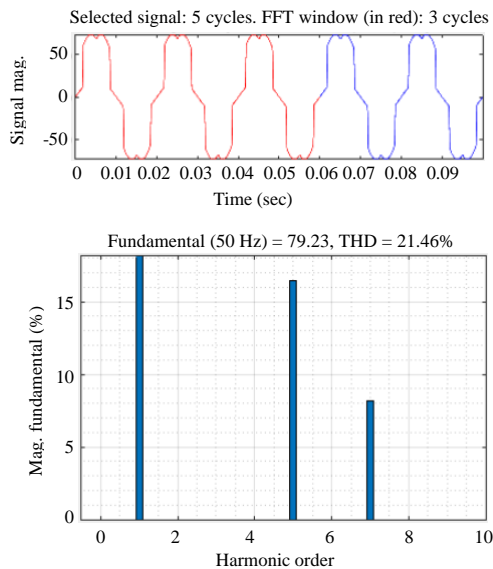 Selected signal: 5 cycles. FFT window (in red): 3 cycles
Signal mag.
50
0
-50
0 0.01 0.02 0.03 0.04 0.05 0.06 0.07 0.08 0.09
Time (sec)
Fundamental (50 Hz) = 79.23, THD = 21.46%
Mag. fundamental (%)
15
10
5
0
0 2 4 6 8 10
Harmonic order